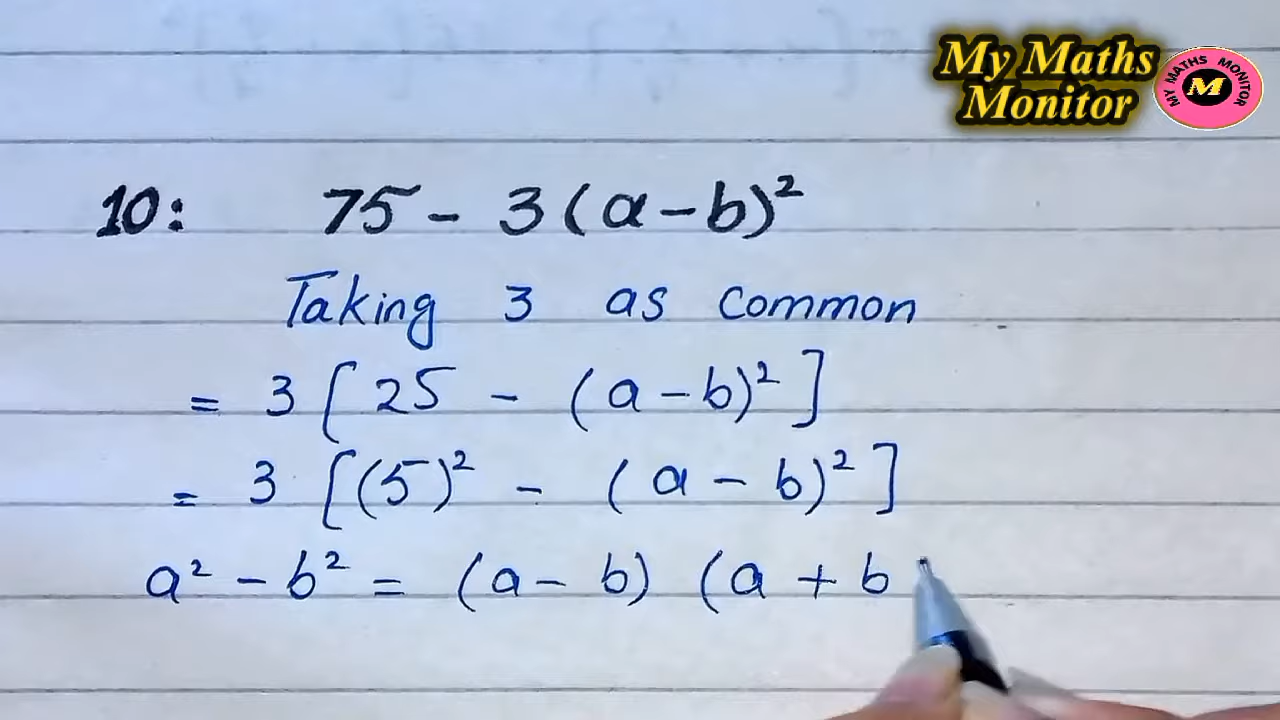 My Maths
Monitor
MY MATHS MONITOR
M
10: 75 - 3(a-b)²
Taking 3 as common
= 3[25 - (a-b)²]
= 3 [(5)² - (a - b)²]
a² - b² = (a - b) (a + b